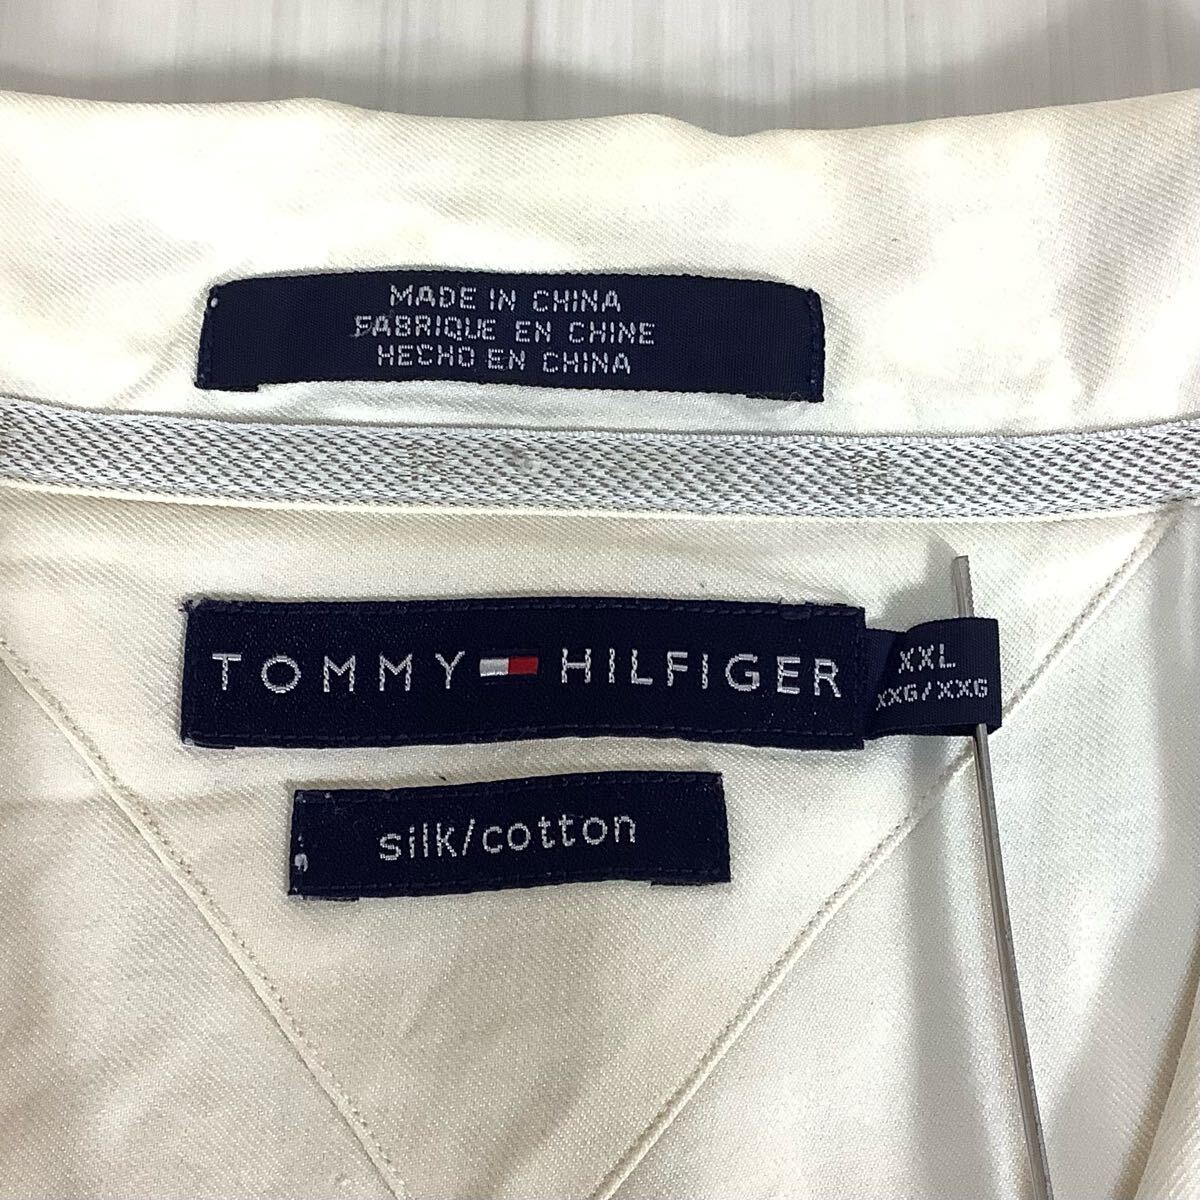 MADE IN CHINA
FABRIQUE EN CHINE
HECHO EN CHINA
TOMMY HILFIGER
XXL
XXG/XXG
silk/cotton